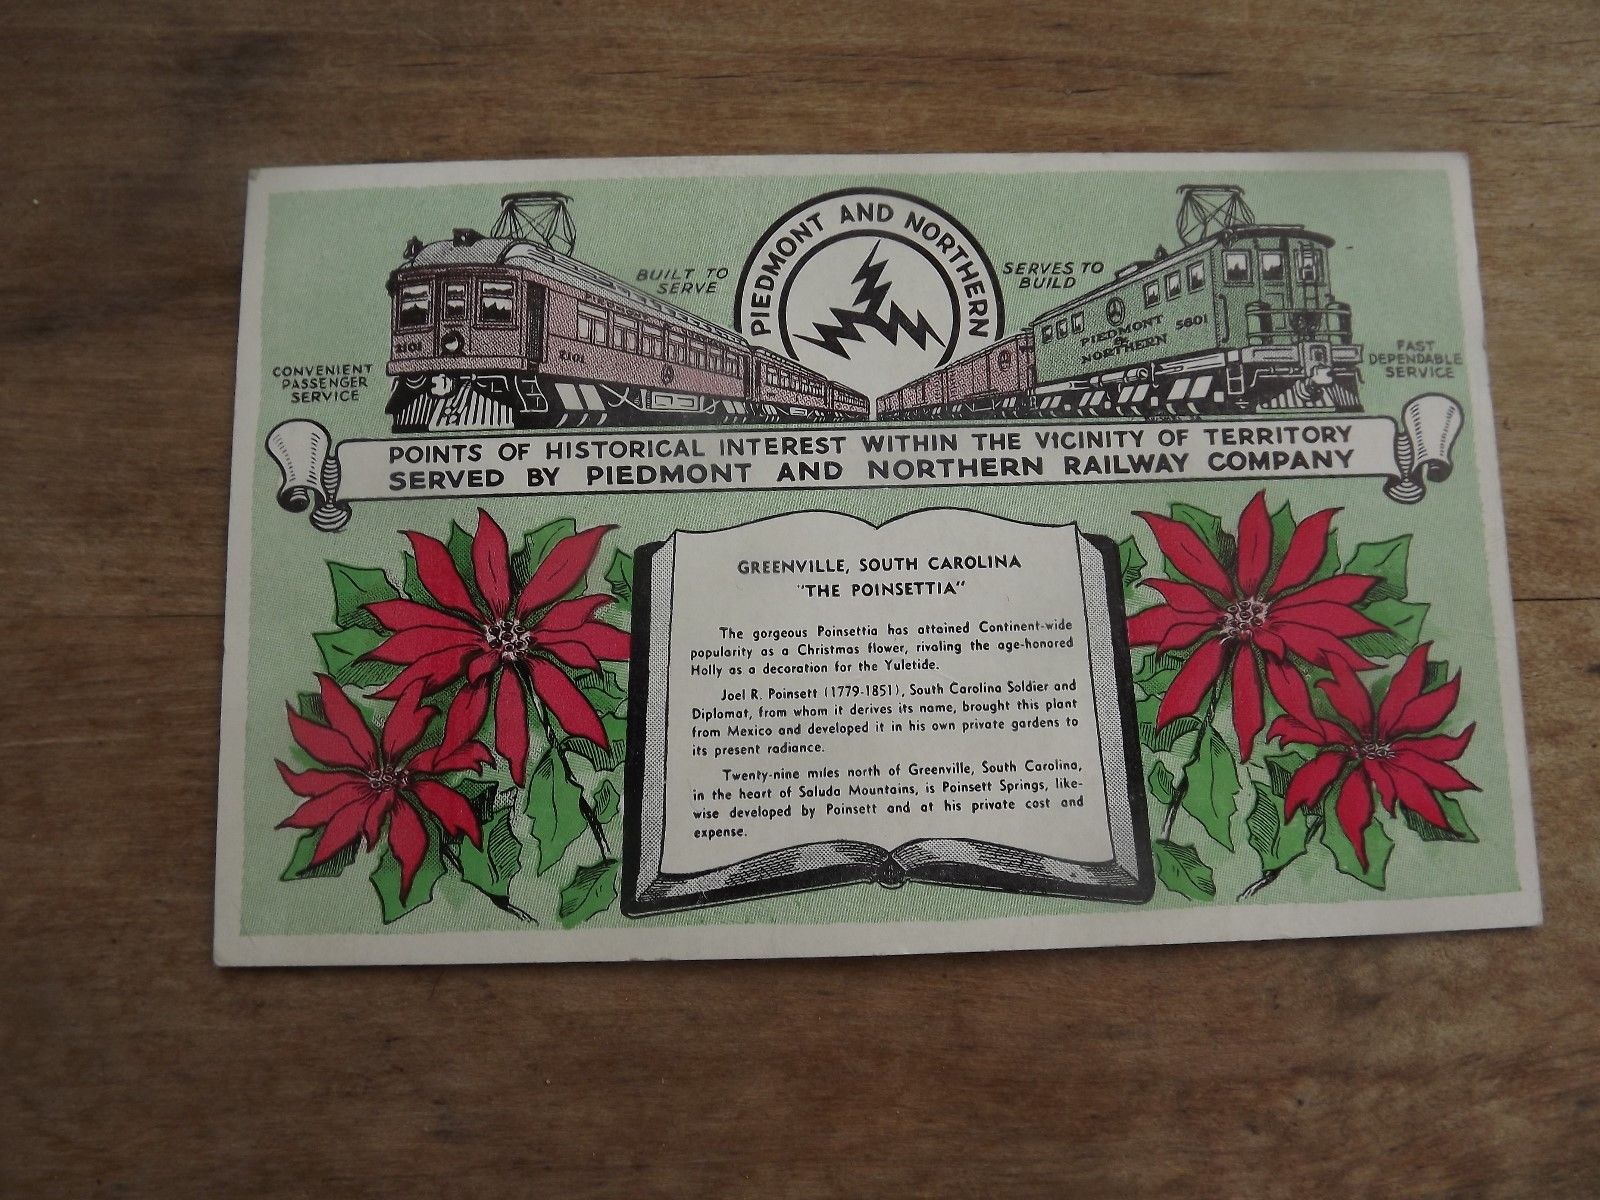 PIEDMONT AND NORTHERN
BUILT TO
SERVE
SERVES TO
BUILD
2101
2101
PIEDMONT
&
NORTHERN
5601
CONVENIENT
PASSENGER
SERVICE
FAST
DEPENDABLE
SERVICE
POINTS OF HISTORICAL INTEREST WITHIN THE VICINITY OF TERRITORY
SERVED BY PIEDMONT AND NORTHERN RAILWAY COMPANY
GREENVILLE, SOUTH CAROLINA
"THE POINSETTIA"
The gorgeous Poinsettia has attained Continent-wide
popularity as a Christmas flower, rivaling the age-honored
Holly as a decoration for the Yuletide.
Joel R. Poinsett (1779-1851), South Carolina Soldier and
Diplomat, from whom it derives its name, brought this plant
from Mexico and developed it in his own private gardens to
its present radiance.
Twenty-nine miles north of Greenville, South Carolina,
in the heart of Saluda Mountains, is Poinsett Springs, like-
wise developed by Poinsett and at his private cost and
expense.